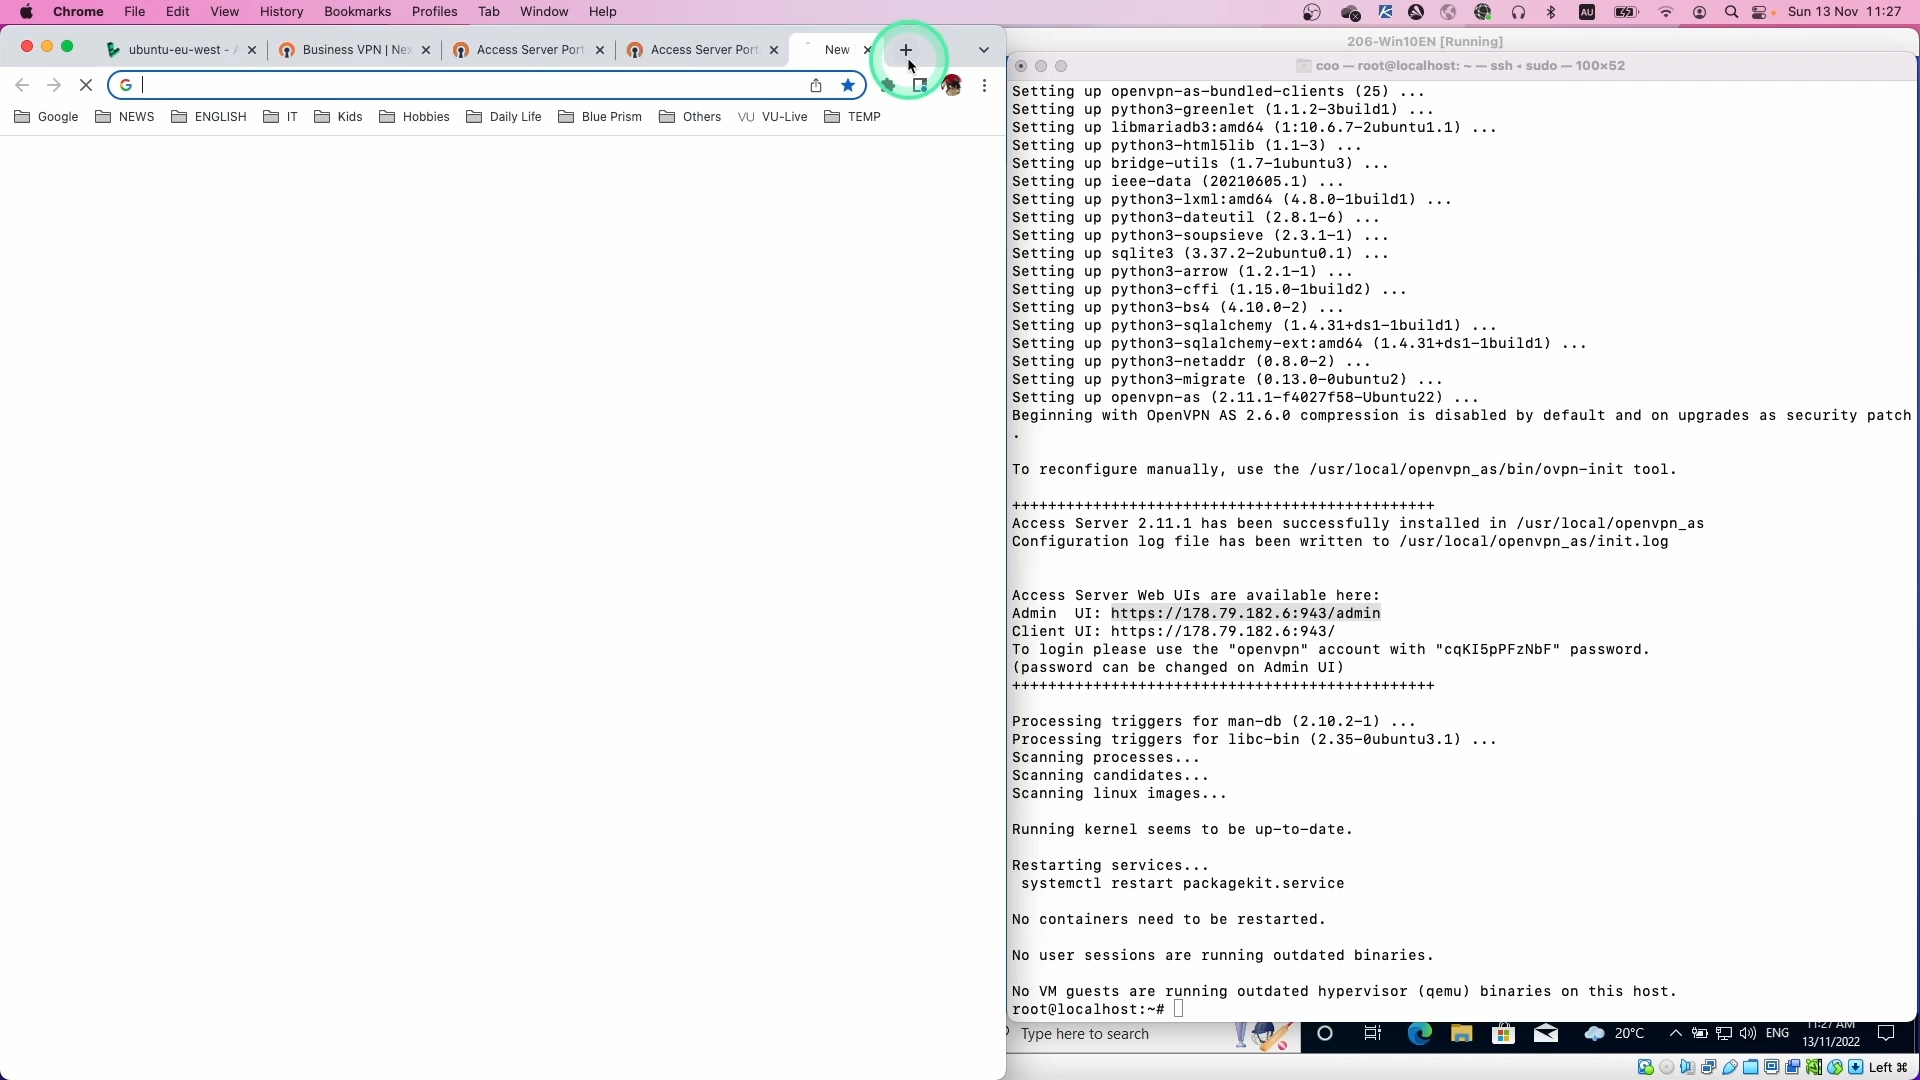 Chrome File Edit View History Bookmarks Profiles Tab Window Help
AU
Sun 13 Nov 11:27
ubuntu-eu-west - A
Business VPN | Nex
Access Server Port
Access Server Port
New
Google NEWS ENGLISH IT Kids Hobbies Daily Life Blue Prism Others VU VU-Live TEMP
206-Win10EN [Running]
coo — root@localhost: ~ — ssh ‹ sudo — 100×52
Setting up openvpn-as-bundled-clients (25) ...
Setting up python3-greenlet (1.1.2-3build1) ...
Setting up libmariadb3:amd64 (1:10.6.7-2ubuntu1.1) ...
Setting up python3-html5lib (1.1-3) ...
Setting up bridge-utils (1.7-1ubuntu3) ...
Setting up ieee-data (20210605.1) ...
Setting up python3-lxml:amd64 (4.8.0-1build1) ...
Setting up python3-dateutil (2.8.1-6) ...
Setting up python3-soupsieve (2.3.1-1) ...
Setting up sqlite3 (3.37.2-2ubuntu0.1) ...
Setting up python3-arrow (1.2.1-1) ...
Setting up python3-cffi (1.15.0-1build2) ...
Setting up python3-bs4 (4.10.0-2) ...
Setting up python3-sqlalchemy (1.4.31+ds1-1build1) ...
Setting up python3-sqlalchemy-ext:amd64 (1.4.31+ds1-1build1) ...
Setting up python3-netaddr (0.8.0-2) ...
Setting up python3-migrate (0.13.0-0ubuntu2) ...
Setting up openvpn-as (2.11.1-f4027f58-Ubuntu22) ...
Beginning with OpenVPN AS 2.6.0 compression is disabled by default and on upgrades as security patch
.
To reconfigure manually, use the /usr/local/openvpn_as/bin/ovpn-init tool.
+++++++++++++++++++++++++++++++++++++++++++++++
Access Server 2.11.1 has been successfully installed in /usr/local/openvpn_as
Configuration log file has been written to /usr/local/openvpn_as/init.log
Access Server Web UIs are available here:
Admin  UI: https://178.79.182.6:943/admin
Client UI: https://178.79.182.6:943/
To login please use the "openvpn" account with "cqKI5pPFzNbF" password.
(password can be changed on Admin UI)
+++++++++++++++++++++++++++++++++++++++++++++++
Processing triggers for man-db (2.10.2-1) ...
Processing triggers for libc-bin (2.35-0ubuntu3.1) ...
Scanning processes...
Scanning candidates...
Scanning linux images...
Running kernel seems to be up-to-date.
Restarting services...
systemctl restart packagekit.service
No containers need to be restarted.
No user sessions are running outdated binaries.
No VM guests are running outdated hypervisor (qemu) binaries on this host.
root@localhost:~#
Type here to search
20°C
ENG
11:27 AM
13/11/2022
Left ⌘